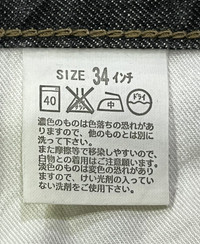 SIZE 34 インチ
40 中 ドライ
濃色のものは色落ちの恐れがあ
りますので、他のものとは別に
洗って下さい。
また摩擦等で移染しやすいので、
白物との着用はご注意願います。
淡色のものは変色の恐れがあり
ますので、けい光剤の入ってい
ない洗剤をご使用下さい。